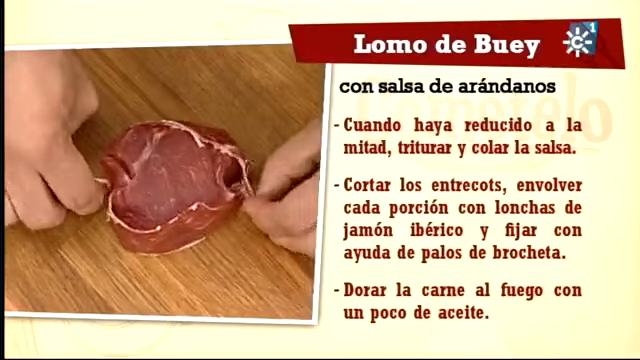 Lomo de Buey
1
con salsa de arándanos
- Cuando haya reducido a la
mitad, triturar y colar la salsa.
- Cortar los entrecots, envolver
cada porción con lonchas de
jamón ibérico y fijar con
ayuda de palos de brocheta.
- Dorar la carne al fuego con
un poco de aceite.